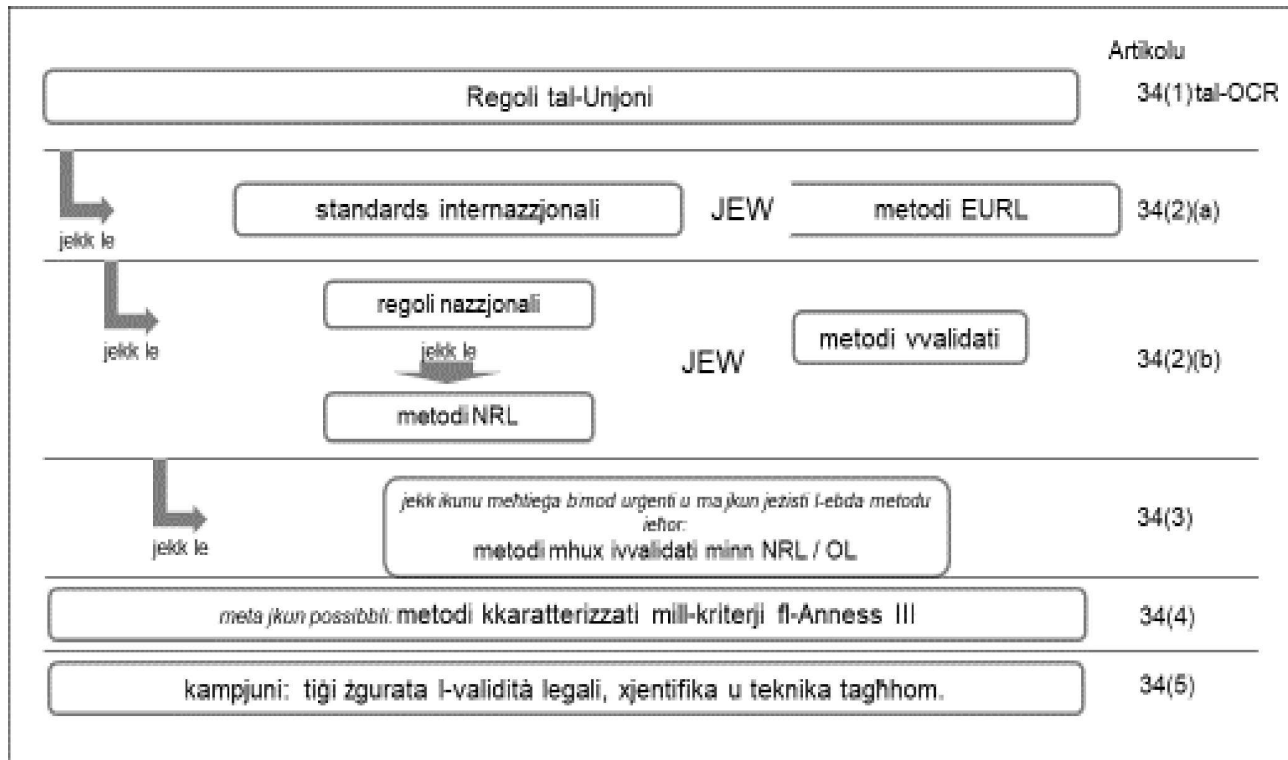 Artikolu
Regoli tal-Unjoni
34(1) tal-OCR
jekk le
standards internazzjonali
JEW
metodi EURL
34(2)(a)
jekk le
regoli nazzjonali
jekk le
metodi NRL
JEW
metodi vvalidati
34(2)(b)
jekk le
jekk ikunu meħtieġa b'mod urġenti u ma jkun jeżisti l-ebda metodu
ieħor:
metodi mhux ivvalidati minn NRL / OL
34(3)
meta jkun possibbli: metodi kkaratterizzati mill-kriterji fl-Anness III
34(4)
kampjuni: tiġi żgurata l-validità legali, xjentifika u teknika tagħhom.
34(5)